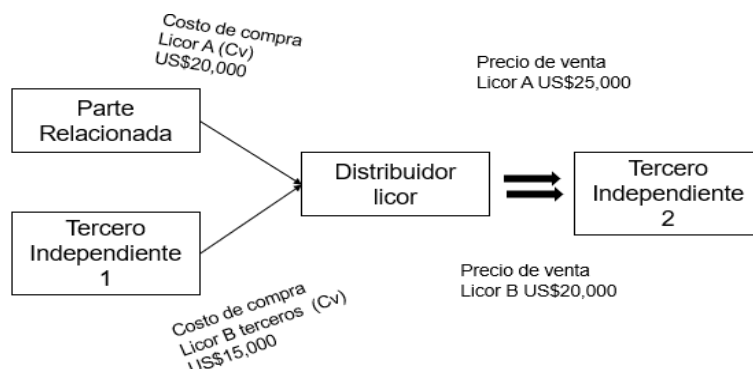 Costo de compra
Licor A (Cv)
US$20,000
Precio de venta
Licor A US$25,000
Parte
Relacionada
Distribuidor
licor
Tercero
Independiente
2
Tercero
Independiente
1
Precio de venta
Licor B US$20,000
Costo de compra
Licor B terceros (Cv)
US$15,000